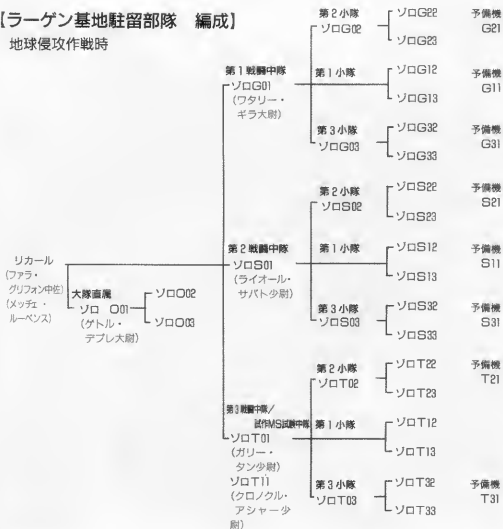 【ラーゲン基地駐留部隊　編成】
地球侵攻作戦時
リカール
(ファラ・
グリフォン中佐)
(メッチェ・
ルーベンス)
大隊直属
ゾロ　O01
(ゲトル・
デプレ大尉)
ゾロO02
ゾロO03
第1戦闘中隊
ゾロG01
(ワタリー・
ギラ大尉)
第2小隊
ゾロG02
ゾロG22
ゾロG23
予備機
G21
第1小隊
ゾロG12
ゾロG13
予備機
G11
第3小隊
ゾロG03
ゾロG32
ゾロG33
予備機
G31
第2戦闘中隊
ゾロS01
(ライオール・
サバト少尉)
第2小隊
ゾロS02
ゾロS22
ゾロS23
予備機
S21
第1小隊
ゾロS12
ゾロS13
予備機
S11
第3小隊
ゾロS03
ゾロS32
ゾロS33
予備機
S31
第3戦闘中隊/
試作MS試験中隊
ゾロT01
(ガリー・
タン少尉)
ゾロT11
(クロノクル・
アシャー少
尉)
第2小隊
ゾロT02
ゾロT22
ゾロT23
予備機
T21
第1小隊
ゾロT12
ゾロT13
第3小隊
ゾロT03
ゾロT32
ゾロT33
予備機
T31